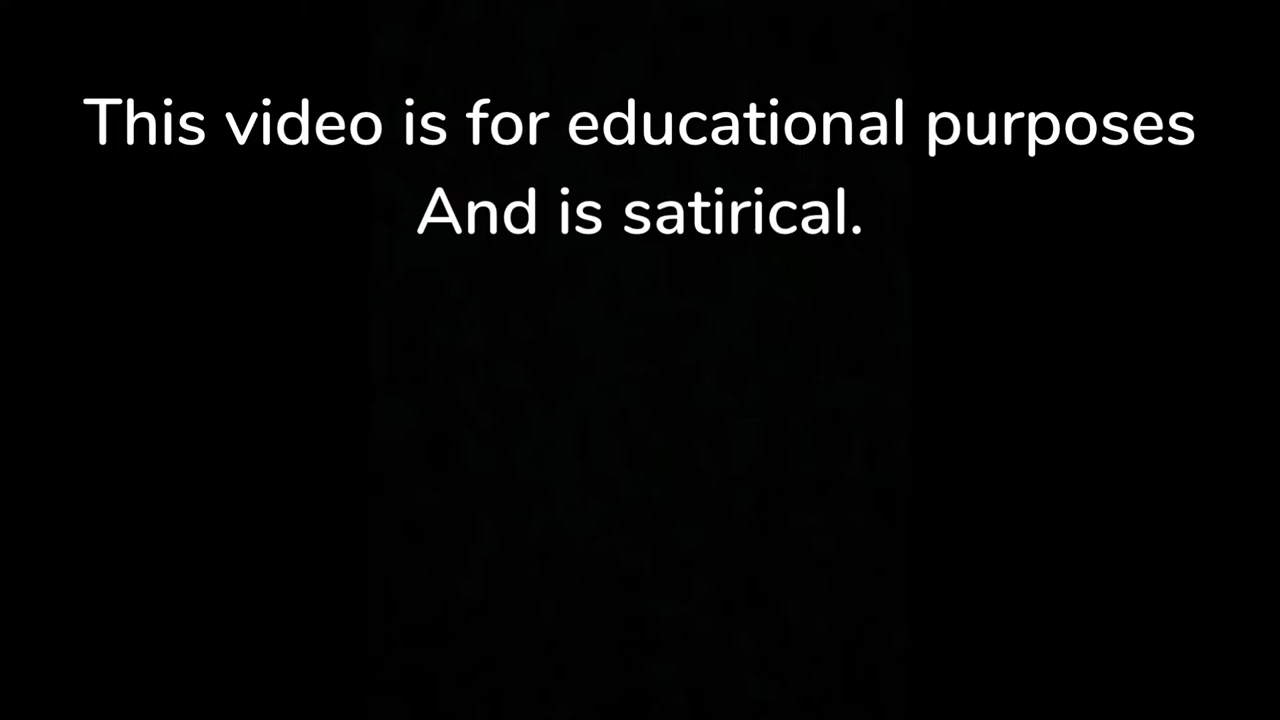 This video is for educational purposes
And is satirical.